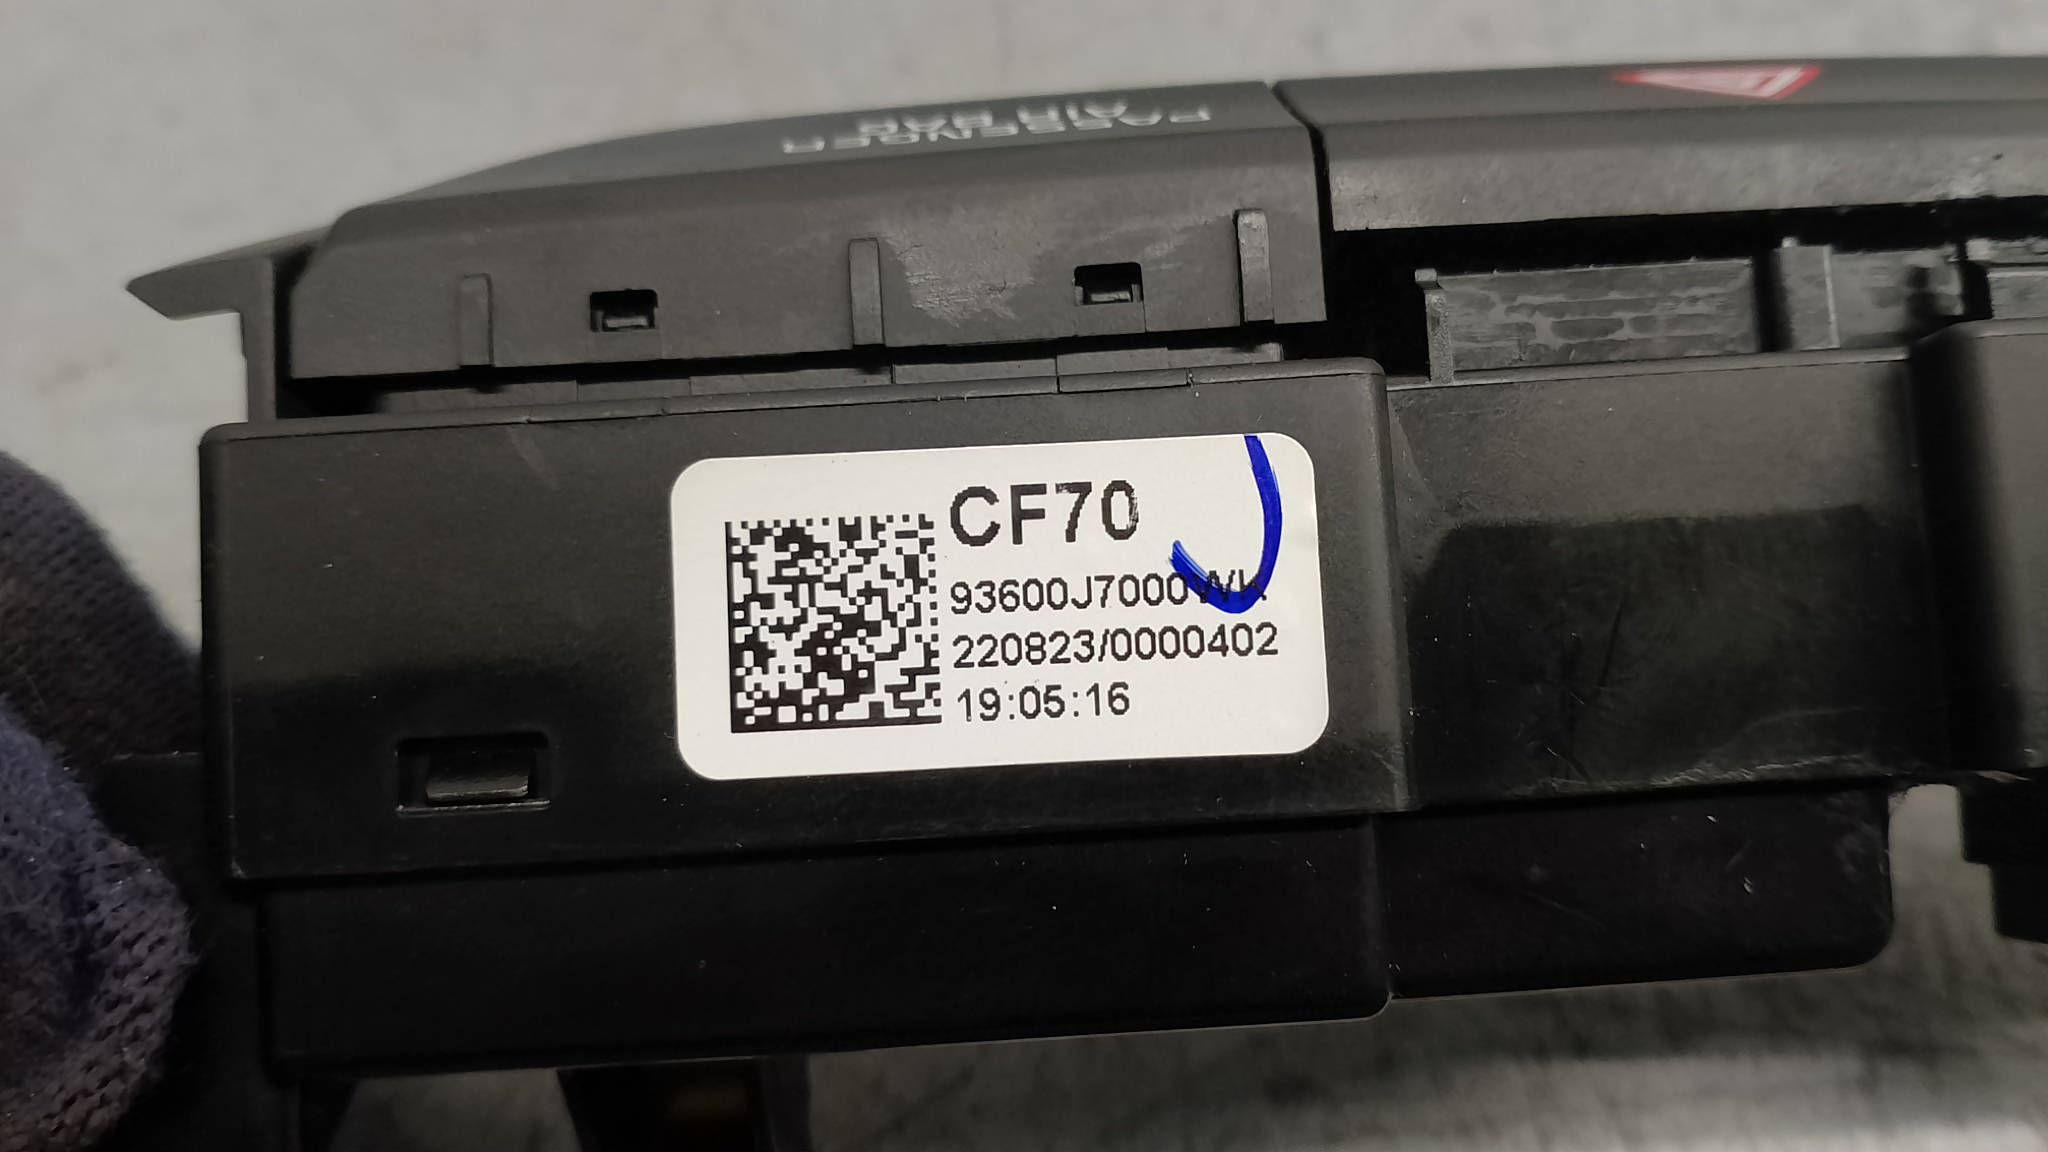 PASSENGER
AIR BAG
CF70
93600J7000WK
220823/0000402
19:05:16